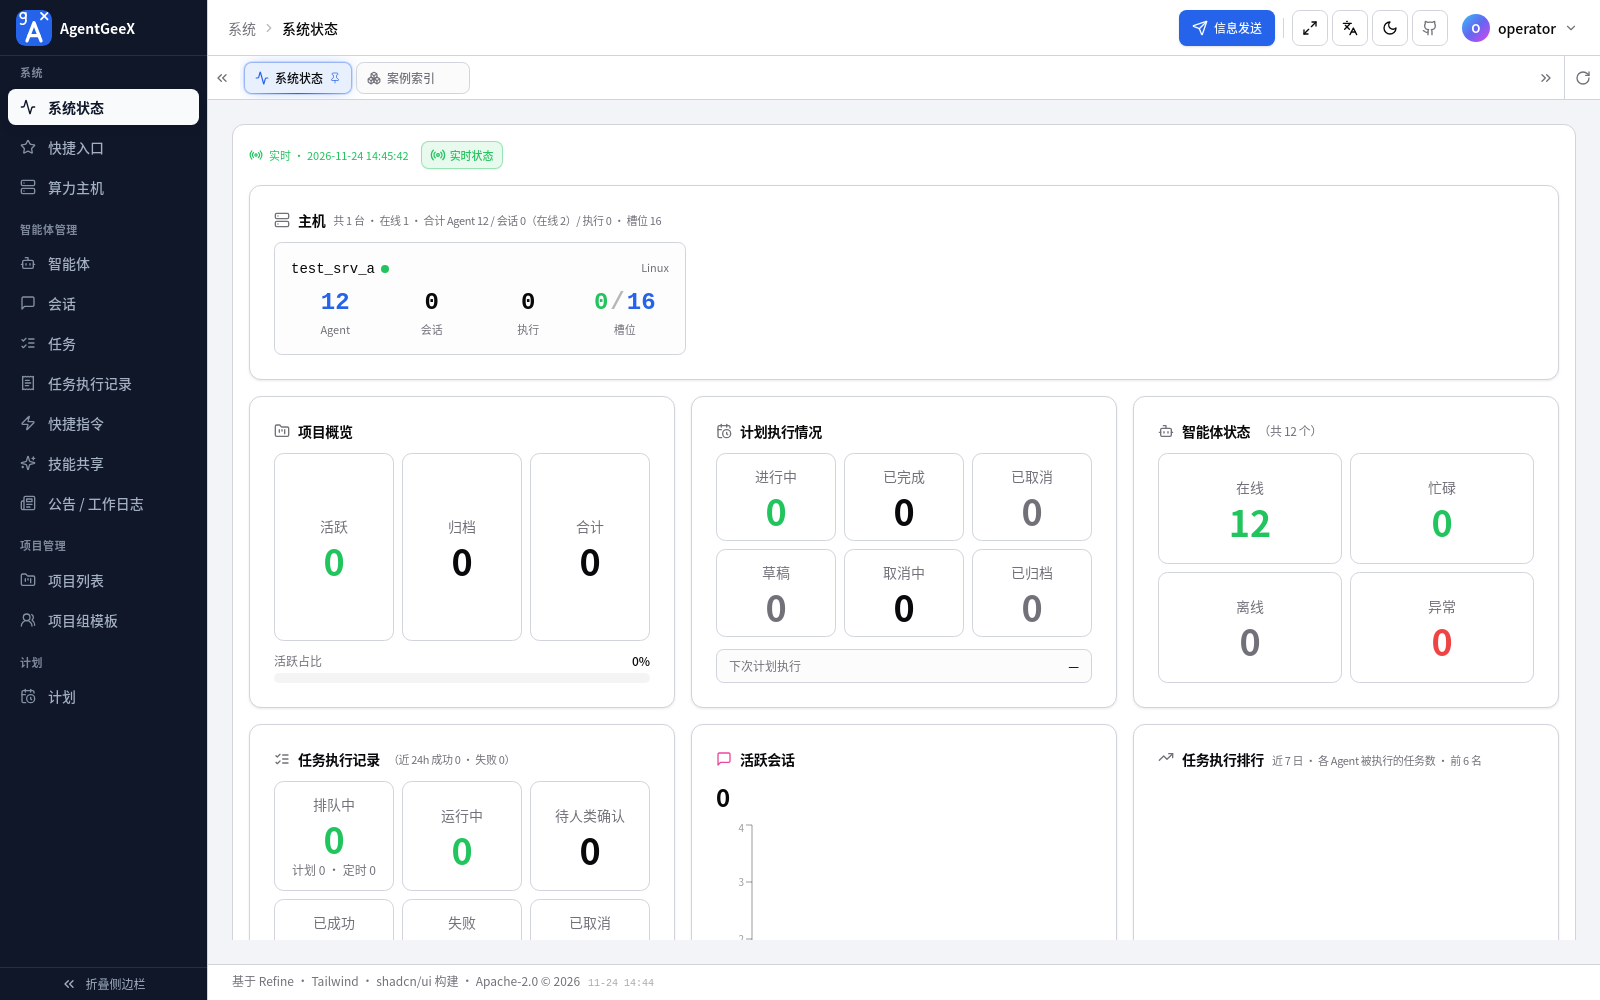 AgentGeeX
系统
系统状态
快捷入口
算力主机
智能体管理
智能体
会话
任务
任务执行记录
快捷指令
技能共享
公告 / 工作日志
项目管理
项目列表
项目组模板
计划
计划
折叠侧边栏
系统 系统状态
信息发送
O operator
系统状态 案例索引
实时 • 2026-11-24 14:45:42 实时状态
主机 共 1 台 • 在线 1 • 合计 Agent 12 / 会话 0（在线 2）/ 执行 0 • 槽位 16
test_srv_a Linux
12 0 0 0/16
Agent 会话 执行 槽位
项目概览
活跃 归档 合计
0 0 0
活跃占比 0%
计划执行情况
进行中 已完成 已取消
0 0 0
草稿 取消中 已归档
0 0 0
下次计划执行 —
智能体状态 （共 12 个）
在线 忙碌
12 0
离线 异常
0 0
任务执行记录 （近 24h 成功 0 • 失败 0）
排队中 运行中 待人类确认
0 0 0
计划 0 • 定时 0
已成功 失败 已取消
活跃会话
0
4
3
2
任务执行排行 近 7 日 • 各 Agent 被执行的任务数 • 前 6 名
基于 Refine • Tailwind • shadcn/ui 构建 • Apache-2.0 © 2026 11-24 14:44